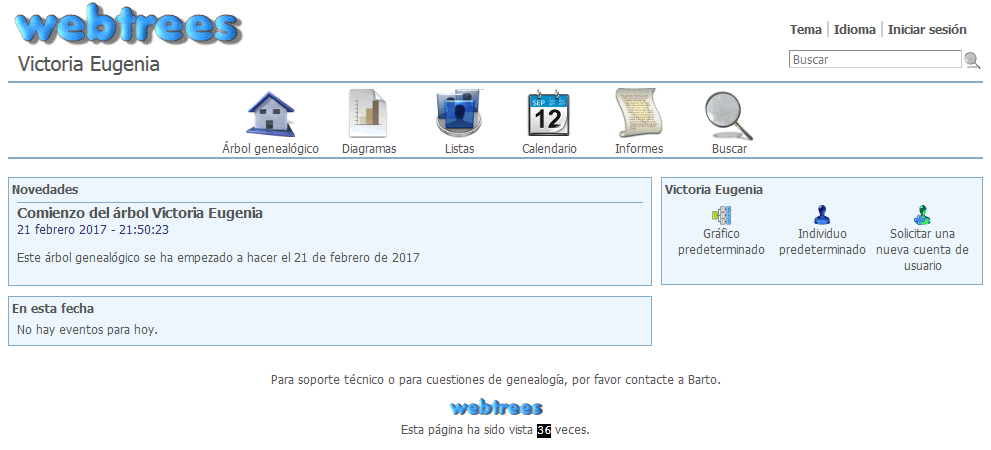 webtrees
Victoria Eugenia
Tema | Idioma | Iniciar sesión
Buscar
Árbol genealógico
Diagramas
Listas
SEP
12
Calendario
Informes
Buscar
Novedades
Comienzo del árbol Victoria Eugenia
21 febrero 2017 - 21:50:23
Este árbol genealógico se ha empezado a hacer el 21 de febrero de 2017
En esta fecha
No hay eventos para hoy.
Victoria Eugenia
Gráfico
predeterminado
Individuo
predeterminado
Solicitar una
nueva cuenta de
usuario
Para soporte técnico o para cuestiones de genealogía, por favor contacte a Barto.
webtrees
Esta página ha sido vista 36 veces.